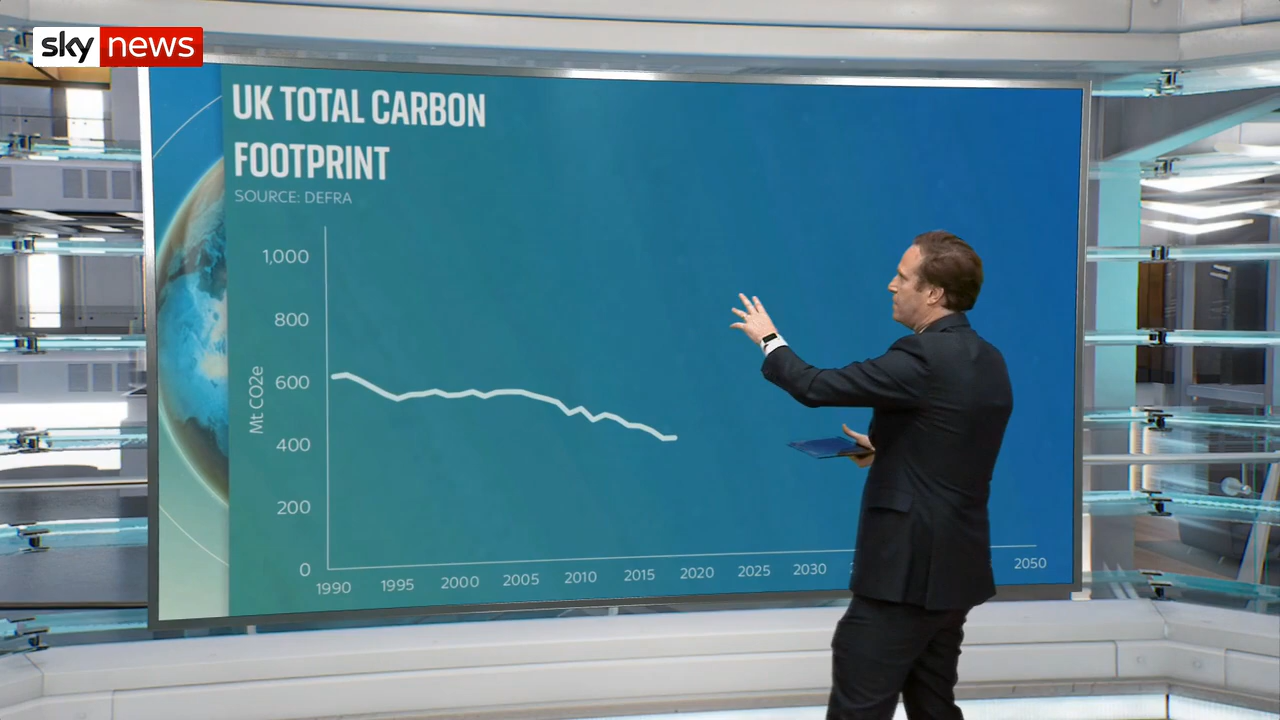 sky news
UK TOTAL CARBON
FOOTPRINT
SOURCE: DEFRA
1,000
800
600
400
200
0
Mt CO2e
1990 1995 2000 2005 2010 2015 2020 2025 2030 2050